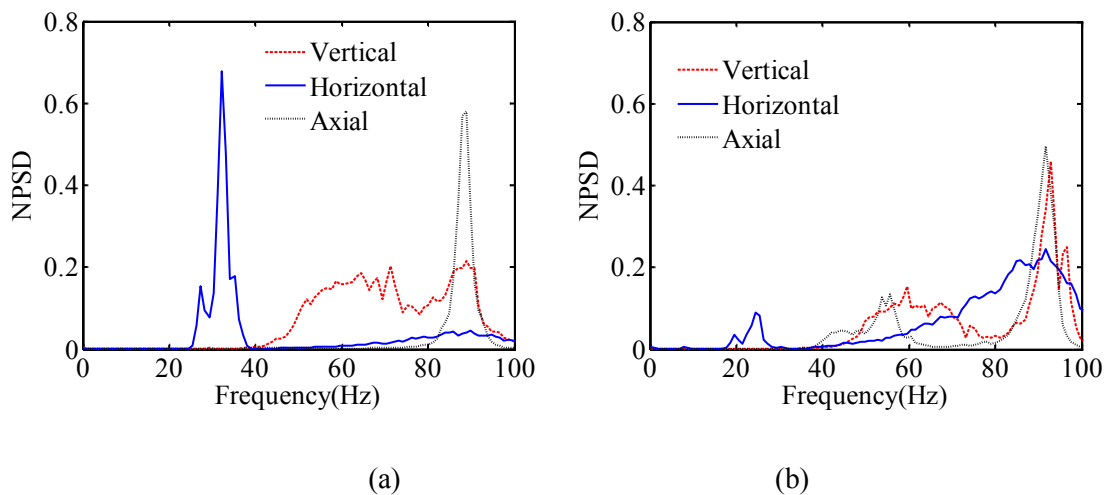 0.8
0.6
0.4
0.2
0
NPSD
Vertical
Horizontal
Axial
0 20 40 60 80 100
Frequency(Hz)
(a)
0.8
0.6
0.4
0.2
0
NPSD
Vertical
Horizontal
Axial
0 20 40 60 80 100
Frequency(Hz)
(b)